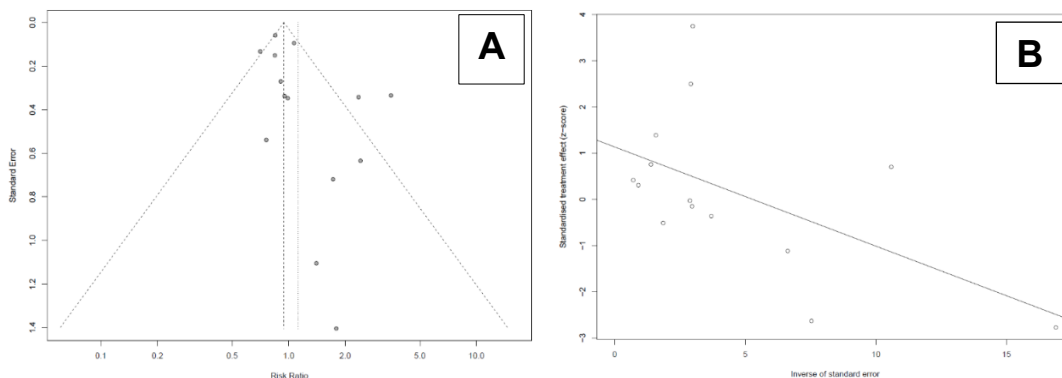 A
Standard Error
0.0
0.2
0.4
0.6
0.8
1.0
1.2
1.4
0.1 0.2 0.5 1.0 2.0 5.0 10.0
Risk Ratio
B
Standardised treatment effect (z-score)
4
3
2
1
0
-1
-2
-3
0 5 10 15
Inverse of standard error